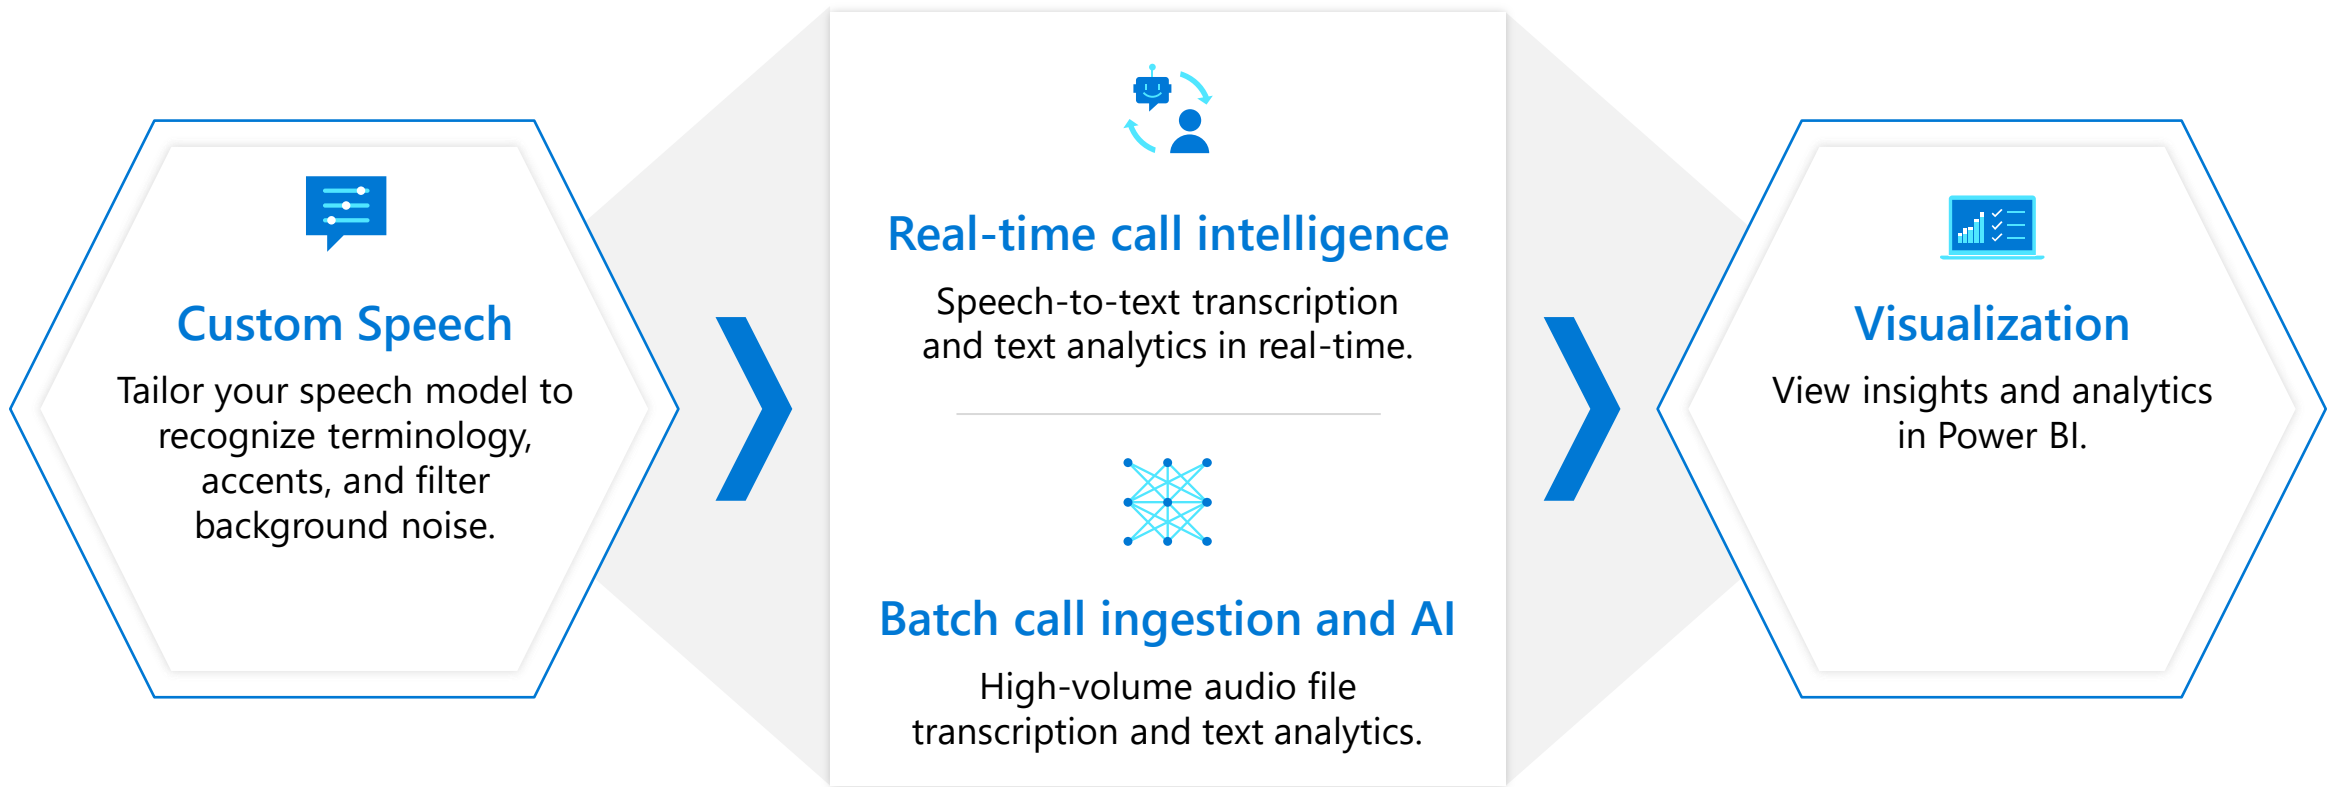 Custom Speech
Tailor your speech model to
recognize terminology,
accents, and filter
background noise.
Real-time call intelligence
Speech-to-text transcription
and text analytics in real-time.
Batch call ingestion and AI
High-volume audio file
transcription and text analytics.
Visualization
View insights and analytics
in Power BI.